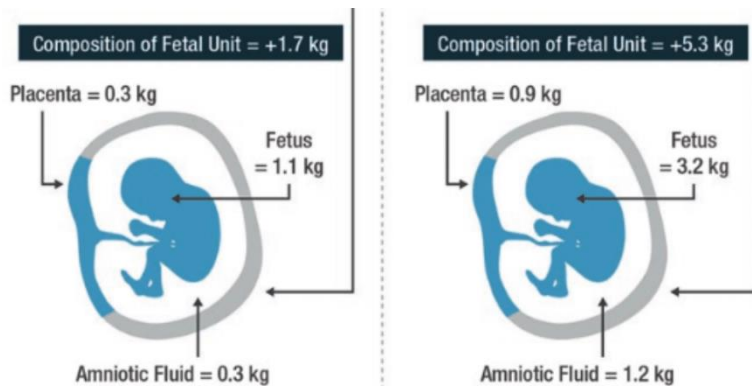 Composition of Fetal Unit = +1.7 kg
Placenta = 0.3 kg
Fetus
= 1.1 kg
Amniotic Fluid = 0.3 kg
Composition of Fetal Unit = +5.3 kg
Placenta = 0.9 kg
Fetus
= 3.2 kg
Amniotic Fluid = 1.2 kg